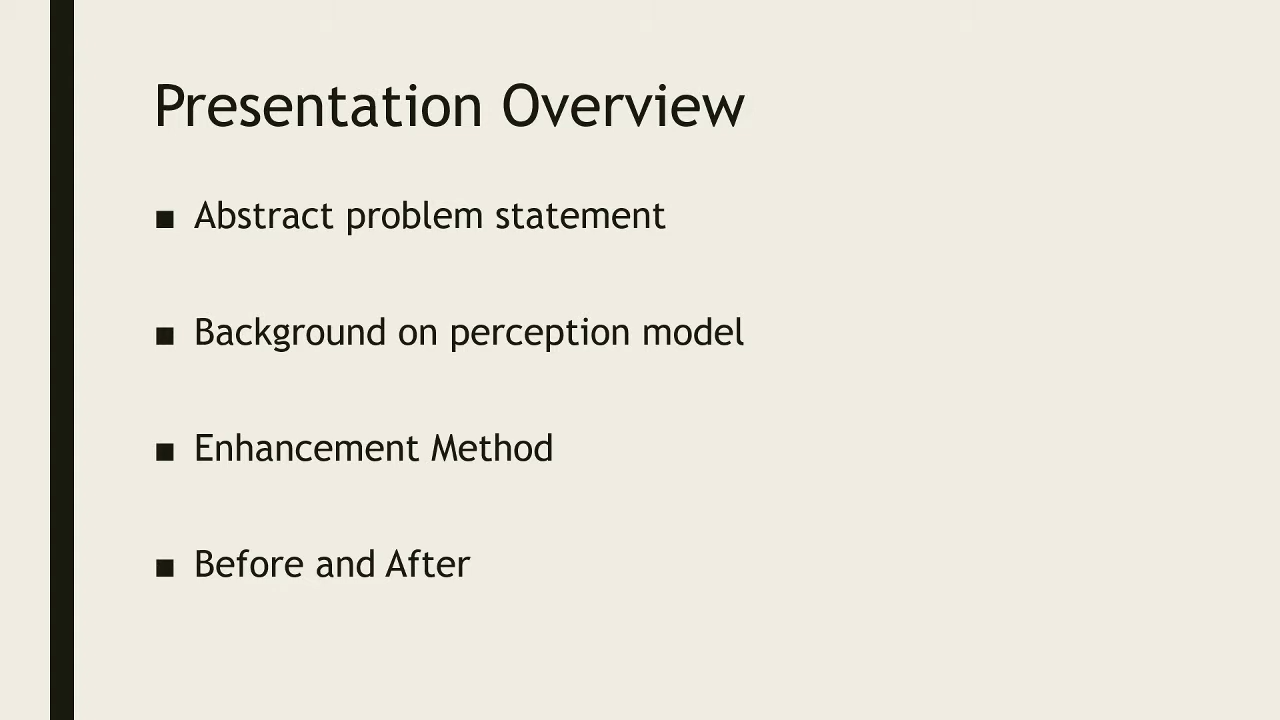 Presentation Overview
■ Abstract problem statement
■ Background on perception model
■ Enhancement Method
■ Before and After